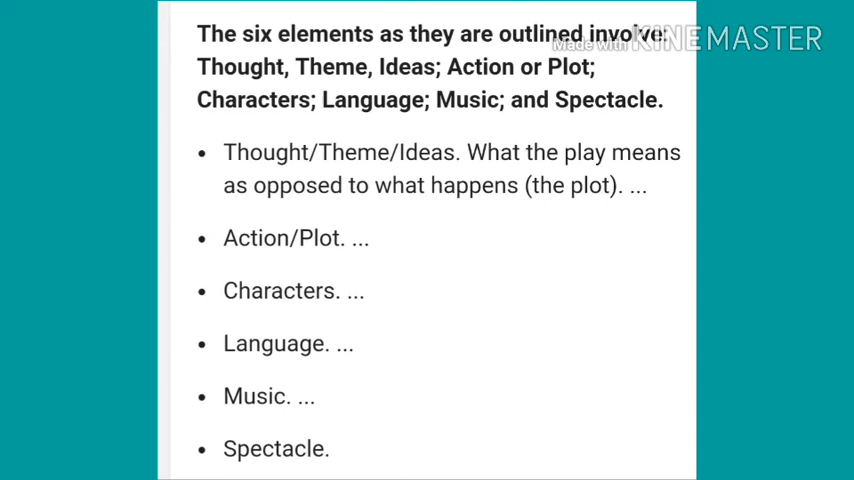 The six elements as they are outlined involve:
Made with KINEMASTER
Thought, Theme, Ideas; Action or Plot;
Characters; Language; Music; and Spectacle.
• Thought/Theme/Ideas. What the play means
as opposed to what happens (the plot). ...
• Action/Plot. ...
• Characters. ...
• Language. ...
• Music. ...
• Spectacle.